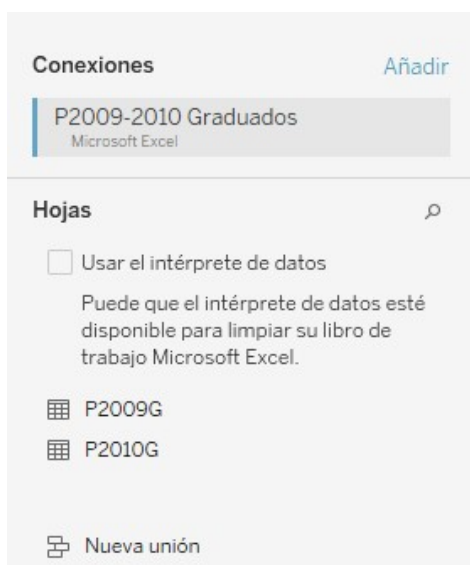 Conexiones Añadir
P2009-2010 Graduados
Microsoft Excel
Hojas
Usar el intérprete de datos
Puede que el intérprete de datos esté
disponible para limpiar su libro de
trabajo Microsoft Excel.
P2009G
P2010G
Nueva unión